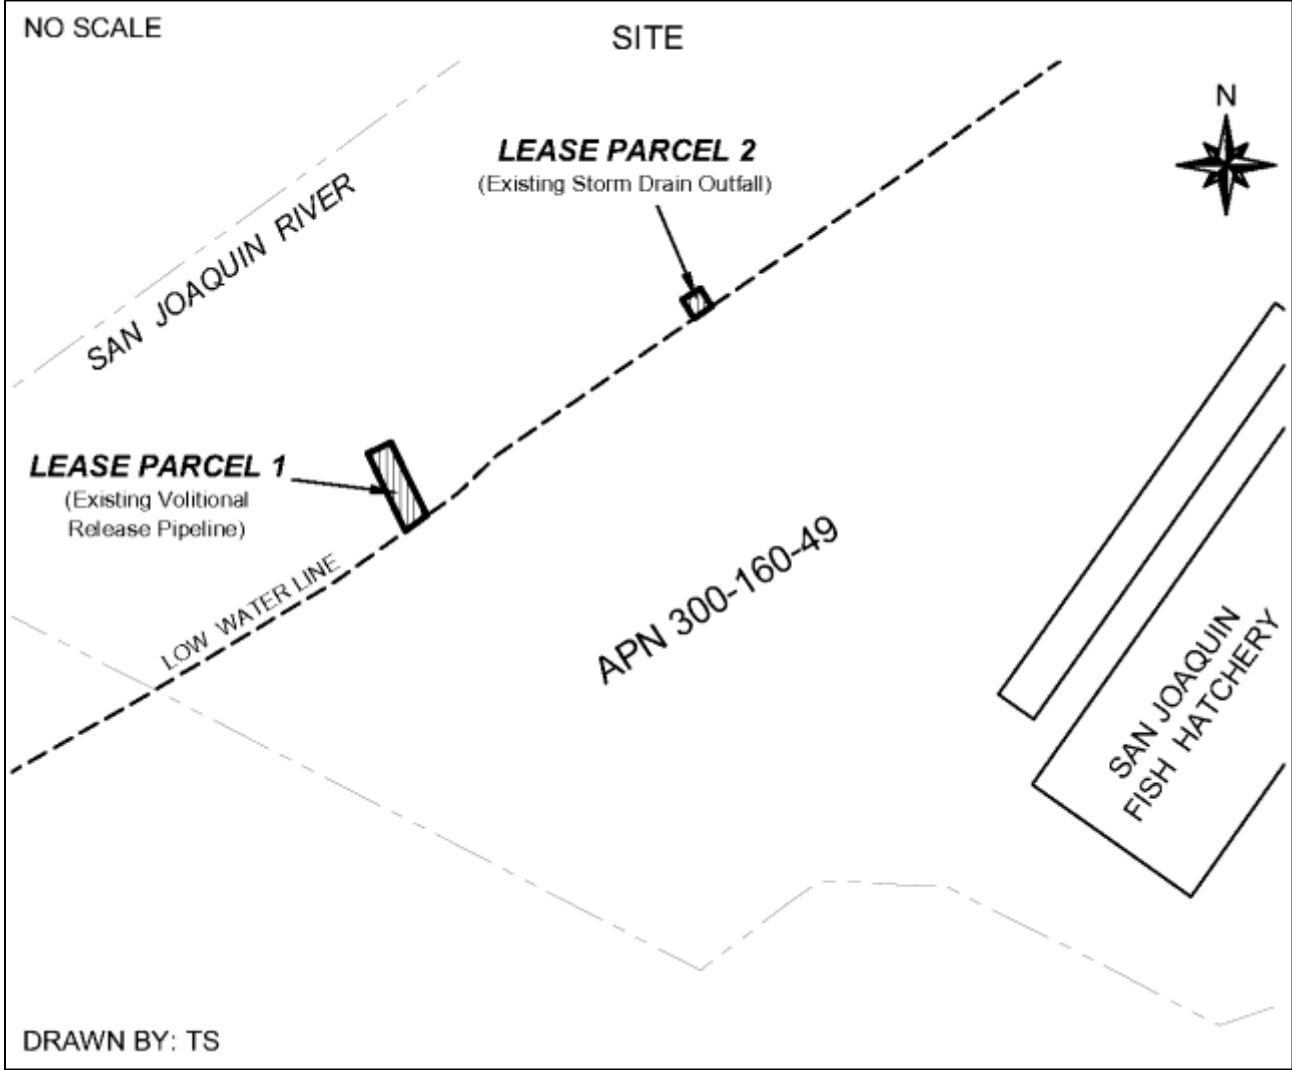 NO SCALE
SITE
N
LEASE PARCEL 2
(Existing Storm Drain Outfall)
SAN JOAQUIN RIVER
LEASE PARCEL 1
(Existing Volitional
Release Pipeline)
LOW WATER LINE
APN 300-160-49
SAN JOAQUIN
FISH HATCHERY
DRAWN BY: TS